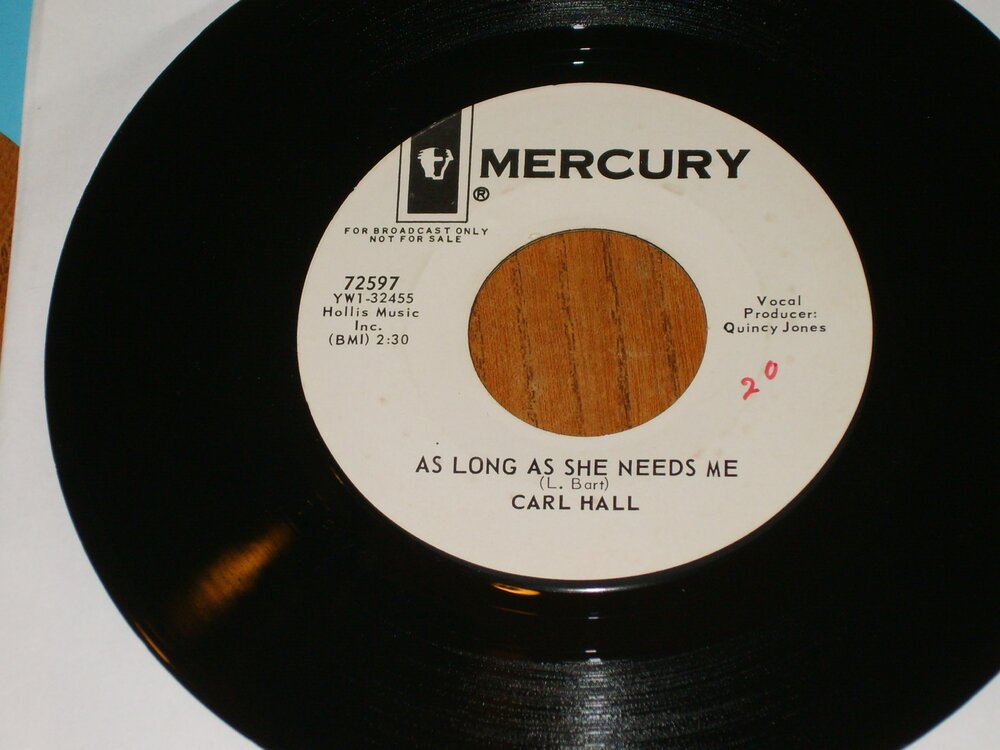 MERCURY
®
FOR BROADCAST ONLY
NOT FOR SALE
72597
YW1-32455
Hollis Music
Inc.
(BMI) 2:30
Vocal
Producer:
Quincy Jones
20
AS LONG AS SHE NEEDS ME
(L. Bart)
CARL HALL